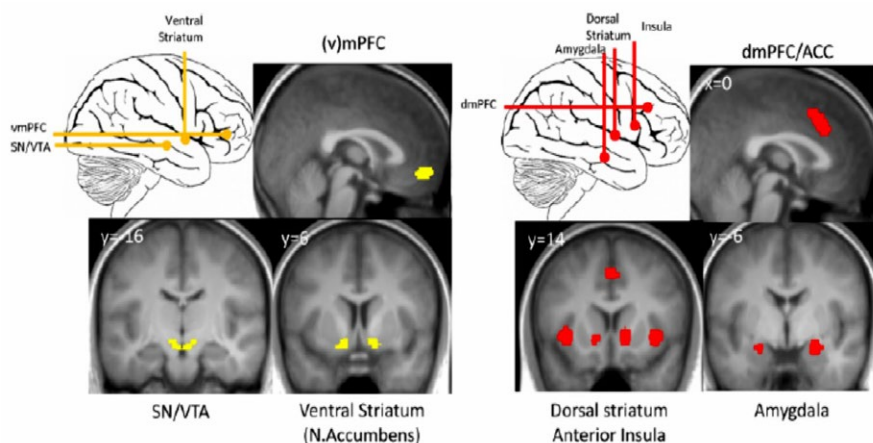 Ventral
Striatum
vmPFC
SN/VTA
(v)mPFC
y=-16
y=6
SN/VTA
Ventral Striatum
(N.Accumbens)
Dorsal
Striatum
Amygdala
Insula
dmPFC
dmPFC/ACC
x=0
y=14
y=-6
Dorsal striatum
Anterior Insula
Amygdala